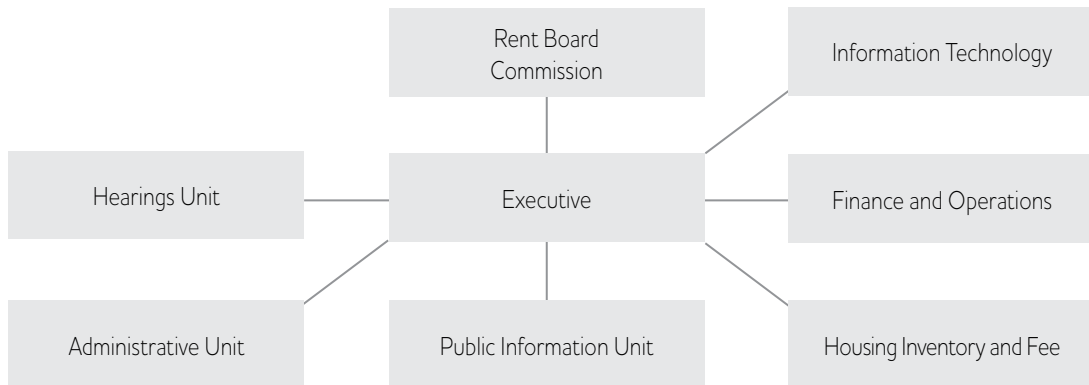 Rent Board
Commission
Information Technology
Hearings Unit
Executive
Finance and Operations
Administrative Unit
Public Information Unit
Housing Inventory and Fee